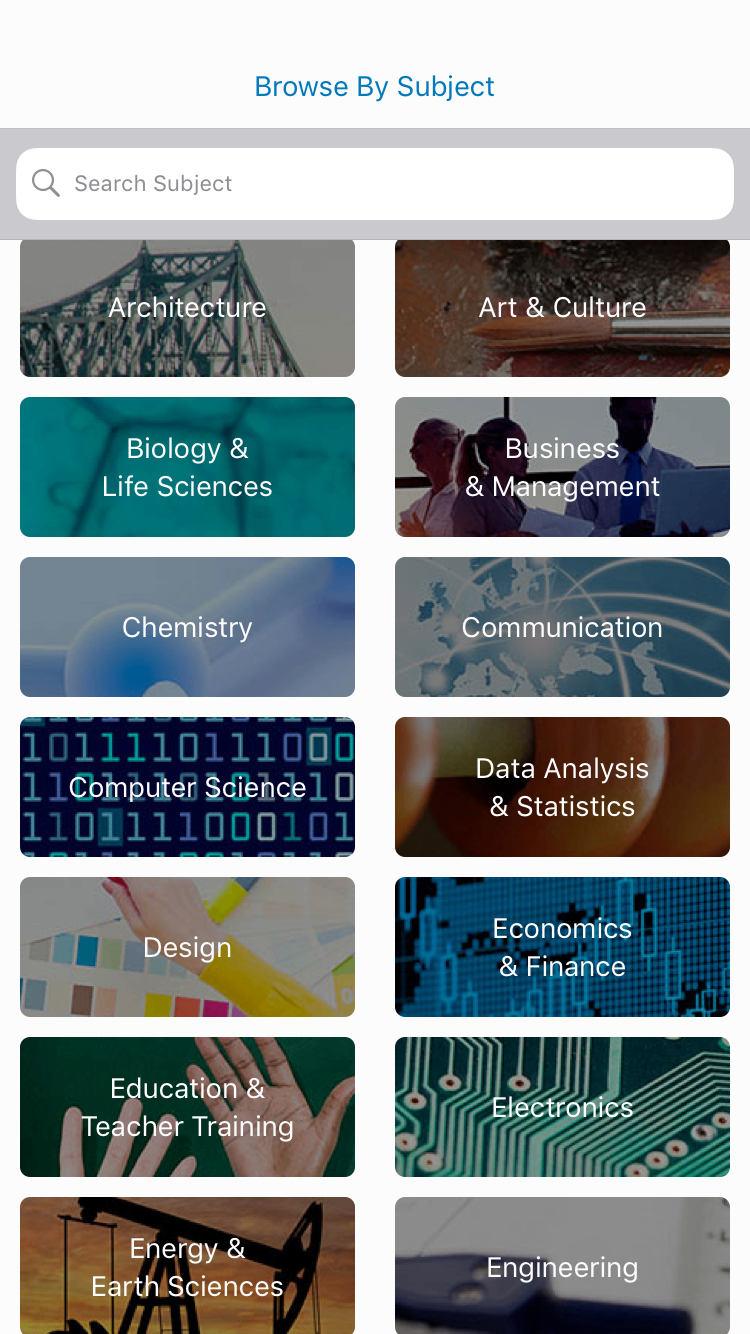 Browse By Subject
Search Subject
Architecture
Art & Culture
Biology &
Life Sciences
Business
& Management
Chemistry
Communication
Computer Science
Data Analysis
& Statistics
Design
Economics
& Finance
Education &
Teacher Training
Electronics
Energy &
Earth Sciences
Engineering